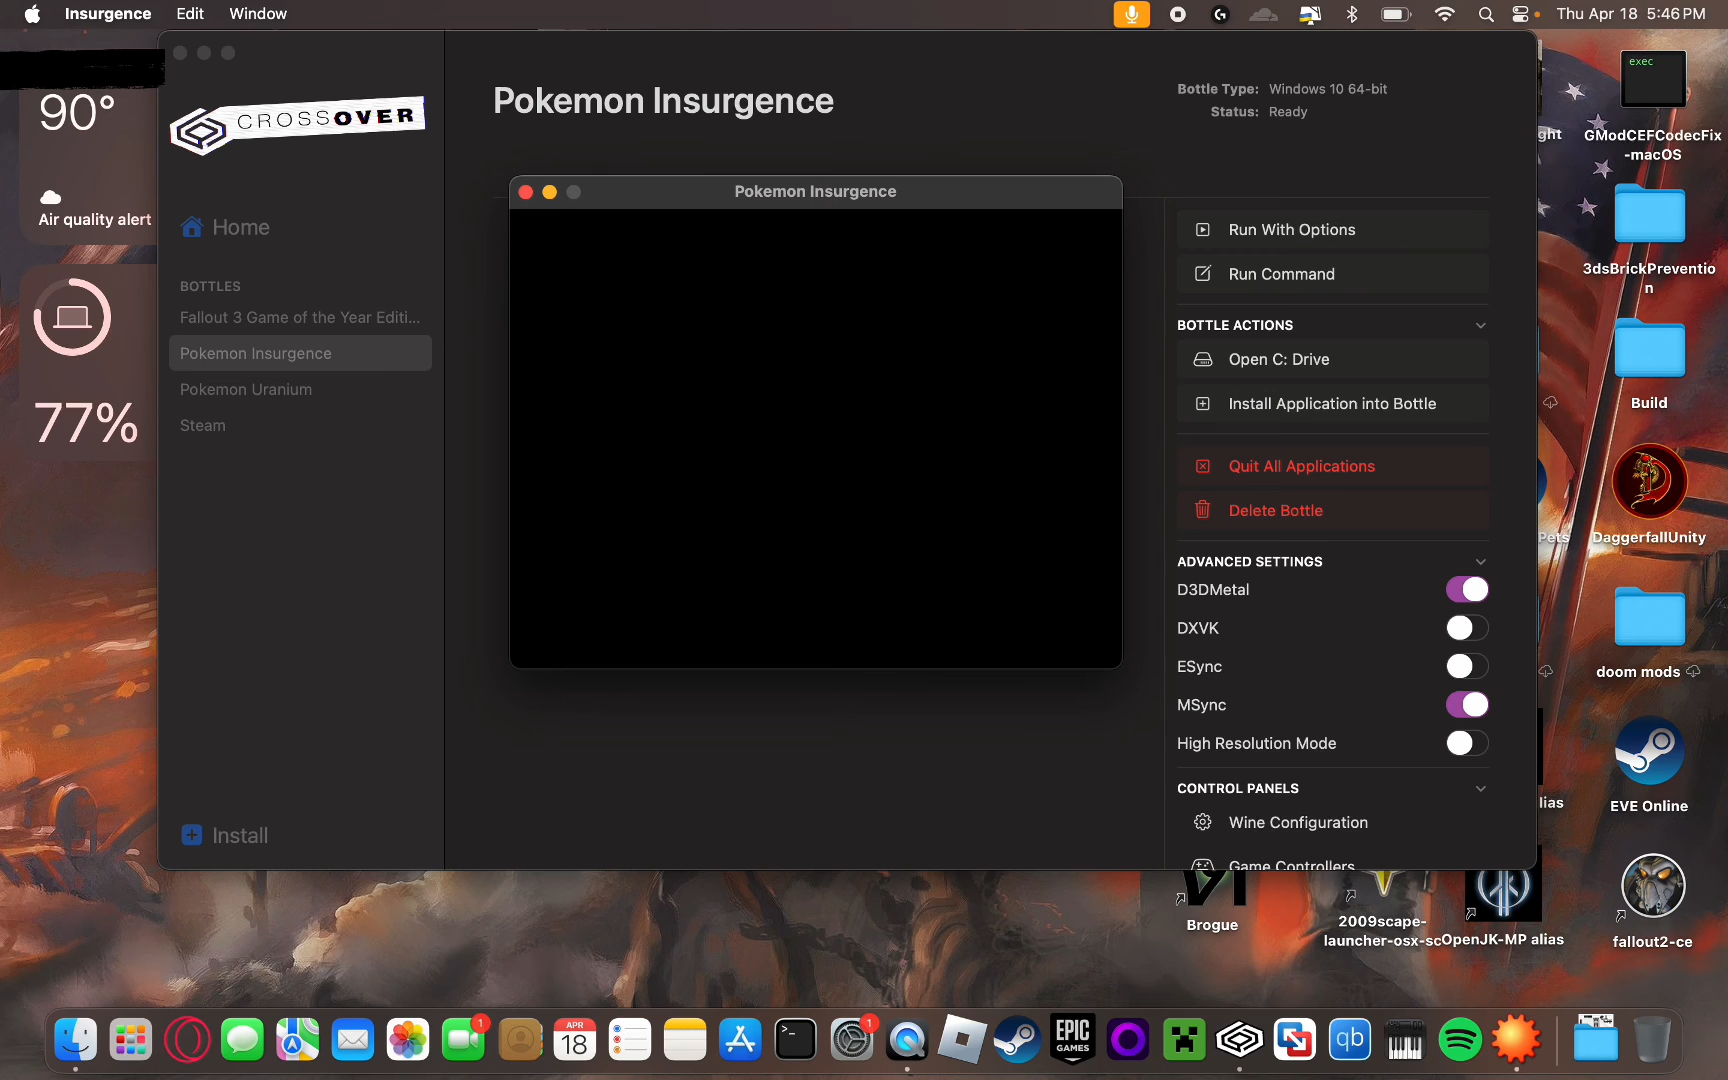 Insurgence Edit Window
Thu Apr 18 5:46 PM
90°
Air quality alert
77%
CROSSOVER
Home
BOTTLES
Fallout 3 Game of the Year Editi...
Pokemon Insurgence
Pokemon Uranium
Steam
Install
Pokemon Insurgence
Bottle Type: Windows 10 64-bit
Status: Ready
Pokemon Insurgence
Run With Options
Run Command
BOTTLE ACTIONS
Open C: Drive
Install Application into Bottle
Quit All Applications
Delete Bottle
ADVANCED SETTINGS
D3DMetal
DXVK
ESync
MSync
High Resolution Mode
CONTROL PANELS
Wine Configuration
Game Controllers
exec
ght
GModCEFCodecFix
-macOS
3dsBrickPreventio
n
Build
Pets
DaggerfallUnity
doom mods
lias
EVE Online
Brogue
2009scape-
launcher-osx-sc
OpenJK-MP alias
fallout2-ce
1
APR
18
>_
1
EPIC
GAMES
qb